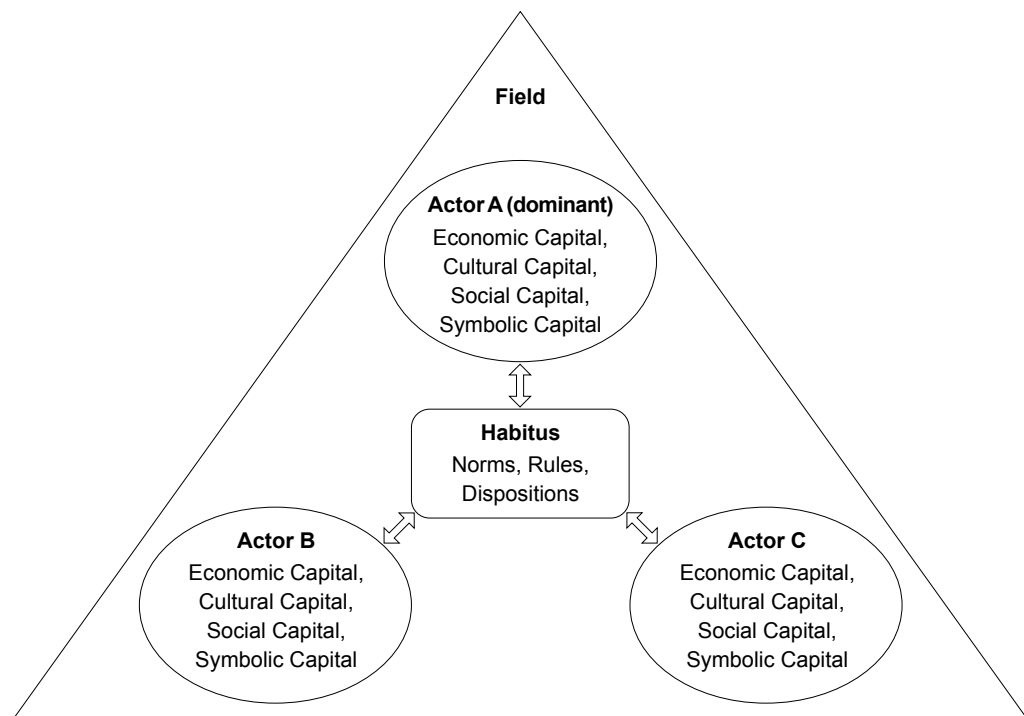 Field
Actor A (dominant)
Economic Capital,
Cultural Capital,
Social Capital,
Symbolic Capital
Habitus
Norms, Rules,
Dispositions
Actor B
Economic Capital,
Cultural Capital,
Social Capital,
Symbolic Capital
Actor C
Economic Capital,
Cultural Capital,
Social Capital,
Symbolic Capital